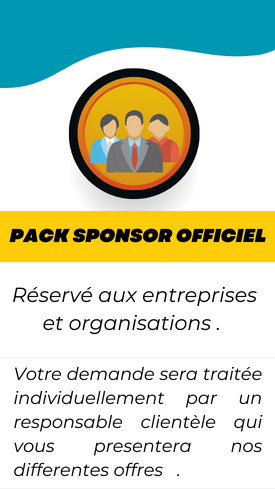 PACK SPONSOR OFFICIEL
Réservé aux entreprises
et organisations .
Votre demande sera traitée
individuellement par un
responsable clientèle qui
vous presentera nos
differentes offres .